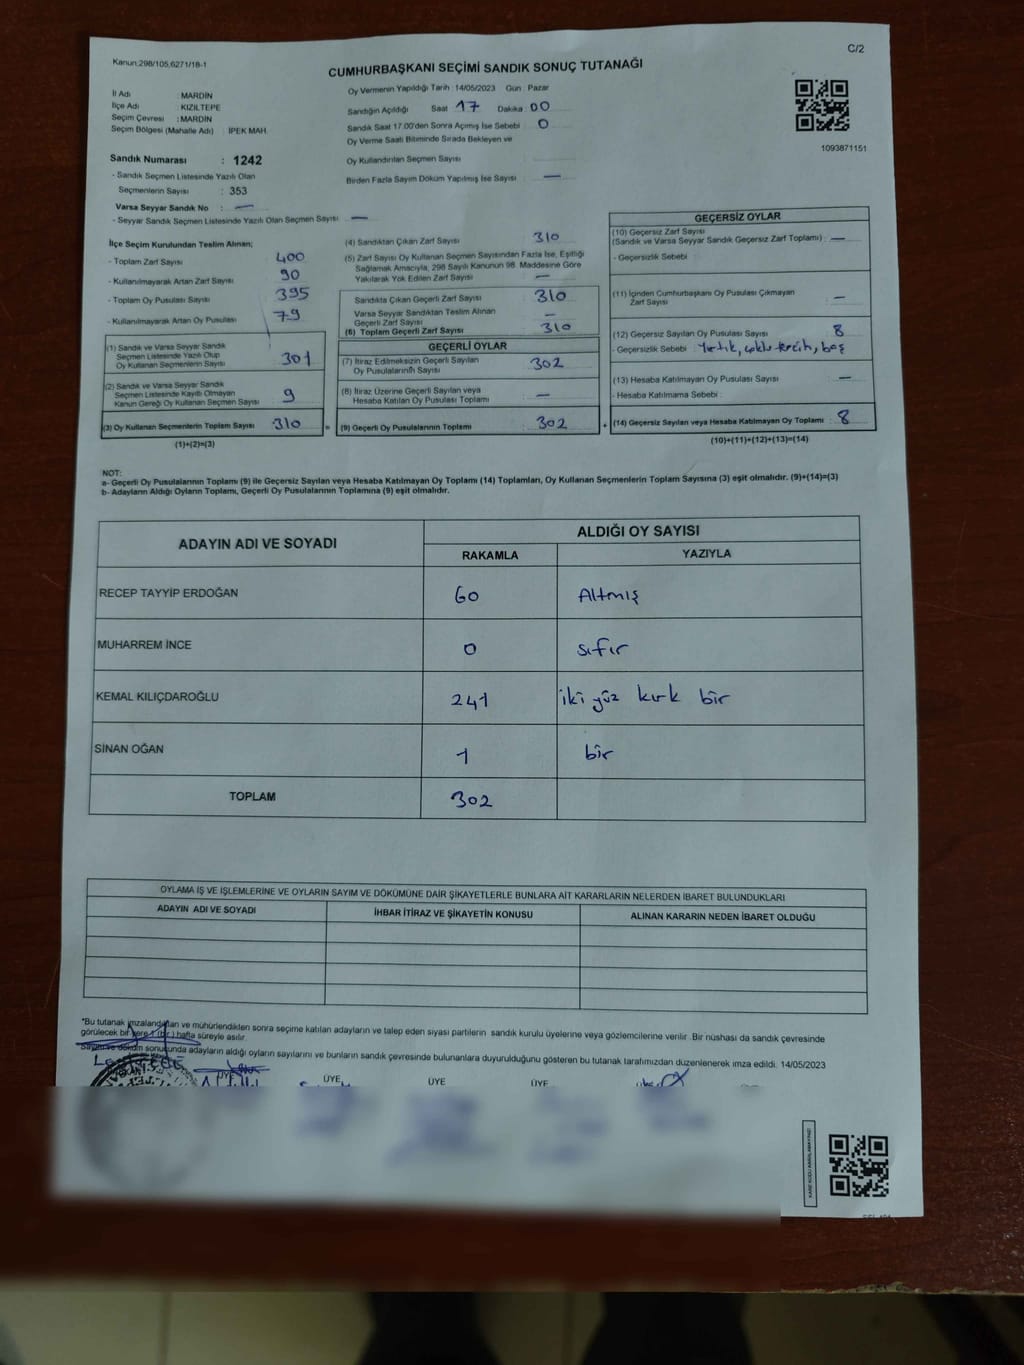 C/2
Kanun:298/105,6271/18-1
CUMHURBAŞKANI SEÇİMİ SANDIK SONUÇ TUTANAĞI
İl Adı : MARDİN
İlçe Adı : KIZILTEPE
Seçim Çevresi : MARDİN
Seçim Bölgesi (Mahalle Adı) : İPEK MAH.
Oy Vermenin Yapıldığı Tarih : 14/05/2023 Gün : Pazar
Sandığın Açıldığı Saat 17 Dakika : 00
Sandık Saat 17.00'den Sonra Açımış İse Sebebi : 0
Oy Verme Saati Bitiminde Sırada Bekleyen ve
Oy Kullandırılan Seçmen Sayısı
Birden Fazla Sayım Döküm Yapılmış İse Sayısı : —
1093871151
Sandık Numarası : 1242
- Sandık Seçmen Listesinde Yazılı Olan
Seçmenlerin Sayısı : 353
Varsa Seyyar Sandık No : —
- Seyyar Sandık Seçmen Listesinde Yazılı Olan Seçmen Sayısı : —
İlçe Seçim Kurulundan Teslim Alınan;
- Toplam Zarf Sayısı : 400
- Kullanılmayarak Artan Zarf Sayısı : 90
- Toplam Oy Pusulası Sayısı : 395
- Kullanılmayarak Artan Oy Pusulası : 79
(1) Sandık ve Varsa Seyyar Sandık
Seçmen Listesinde Yazılı Olup
Oy Kullanan Seçmenlerin Sayısı : 301
(2) Sandık ve Varsa Seyyar Sandık
Seçmen Listesinde Kayıtlı Olmayan
Kanun Gereği Oy Kullanan Seçmen Sayısı : 9
(3) Oy Kullanan Seçmenlerin Toplam Sayısı : 310
(1)+(2)=(3)
(4) Sandıktan Çıkan Zarf Sayısı : 310
(5) Zarf Sayısı Oy Kullanan Seçmen Sayısından Fazla İse, Eşitliği
Sağlamak Amacıyla, 298 Sayılı Kanunun 98. Maddesine Göre
Yakılarak Yok Edilen Zarf Sayısı : —
Sandıkta Çıkan Geçerli Zarf Sayısı : 310
Varsa Seyyar Sandıktan Teslim Alınan
Geçerli Zarf Sayısı : —
(6) Toplam Geçerli Zarf Sayısı : 310
GEÇERLİ OYLAR
(7) İtiraz Edilmeksizin Geçerli Sayılan
Oy Pusulalarının Sayısı : 302
(8) İtiraz Üzerine Geçerli Sayılan veya
Hesaba Katılan Oy Pusulası Toplamı : —
= (9) Geçerli Oy Pusulalarının Toplamı : 302
GEÇERSİZ OYLAR
(10) Geçersiz Zarf Sayısı
(Sandık ve Varsa Seyyar Sandık Geçersiz Zarf Toplamı) : —
- Geçersizlik Sebebi :
(11) İçinden Cumhurbaşkanı Oy Pusulası Çıkmayan
Zarf Sayısı : —
(12) Geçersiz Sayılan Oy Pusulası Sayısı : 8
- Geçersizlik Sebebi : Yırtık, çoklu tercih, boş
(13) Hesaba Katılmayan Oy Pusulası Sayısı : —
- Hesaba Katılmama Sebebi :
+ (14) Geçersiz Sayılan veya Hesaba Katılmayan Oy Toplamı : 8
(10)+(11)+(12)+(13)=(14)
NOT:
a- Geçerli Oy Pusulalarının Toplamı (9) ile Geçersiz Sayılan veya Hesaba Katılmayan Oy Toplamı (14) Toplamları, Oy Kullanan Seçmenlerin Toplam Sayısına (3) eşit olmalıdır. (9)+(14)=(3)
b- Adayların Aldığı Oyların Toplamı, Geçerli Oy Pusulalarının Toplamına (9) eşit olmalıdır.
ADAYIN ADI VE SOYADI ALDIĞI OY SAYISI
RAKAMLA YAZIYLA
RECEP TAYYİP ERDOĞAN 60 Altmış
MUHARREM İNCE 0 sıfır
KEMAL KILIÇDAROĞLU 241 iki yüz kırk bir
SİNAN OĞAN 1 bir
TOPLAM 302
OYLAMA İŞ VE İŞLEMLERİNE VE OYLARIN SAYIM VE DÖKÜMÜNE DAİR ŞİKAYETLERLE BUNLARA AİT KARARLARIN NELERDEN İBARET BULUNDUKLARI
ADAYIN ADI VE SOYADI İHBAR İTİRAZ VE ŞİKAYETİN KONUSU ALINAN KARARIN NEDEN İBARET OLDUĞU
*Bu tutanak imzalandıktan ve mühürlendikten sonra seçime katılan adayların ve talep eden siyasi partilerin sandık kurulu üyelerine veya gözlemcilerine verilir. Bir nüshası da sandık çevresinde
görülecek bir yere 1 (bir) hafta süreyle asılır.
Sayım ve döküm sonucunda adayların aldığı oyların sayılarını ve bunların sandık çevresinde bulunanlara duyurulduğunu gösteren bu tutanak tarafımızdan düzenlenerek imza edildi. 14/05/2023
ÜYE ÜYE ÜYE ÜYE